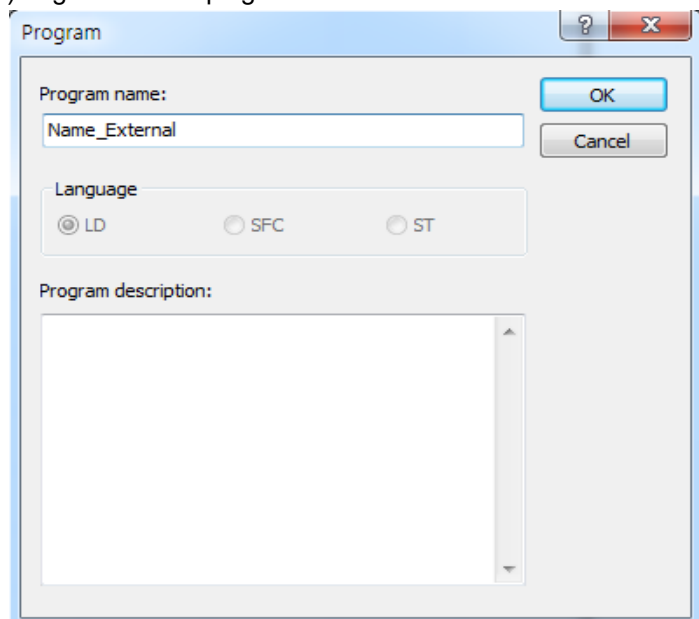 Program
?
X
Program name:
OK
Name_External
Cancel
Language
LD SFC ST
Program description: